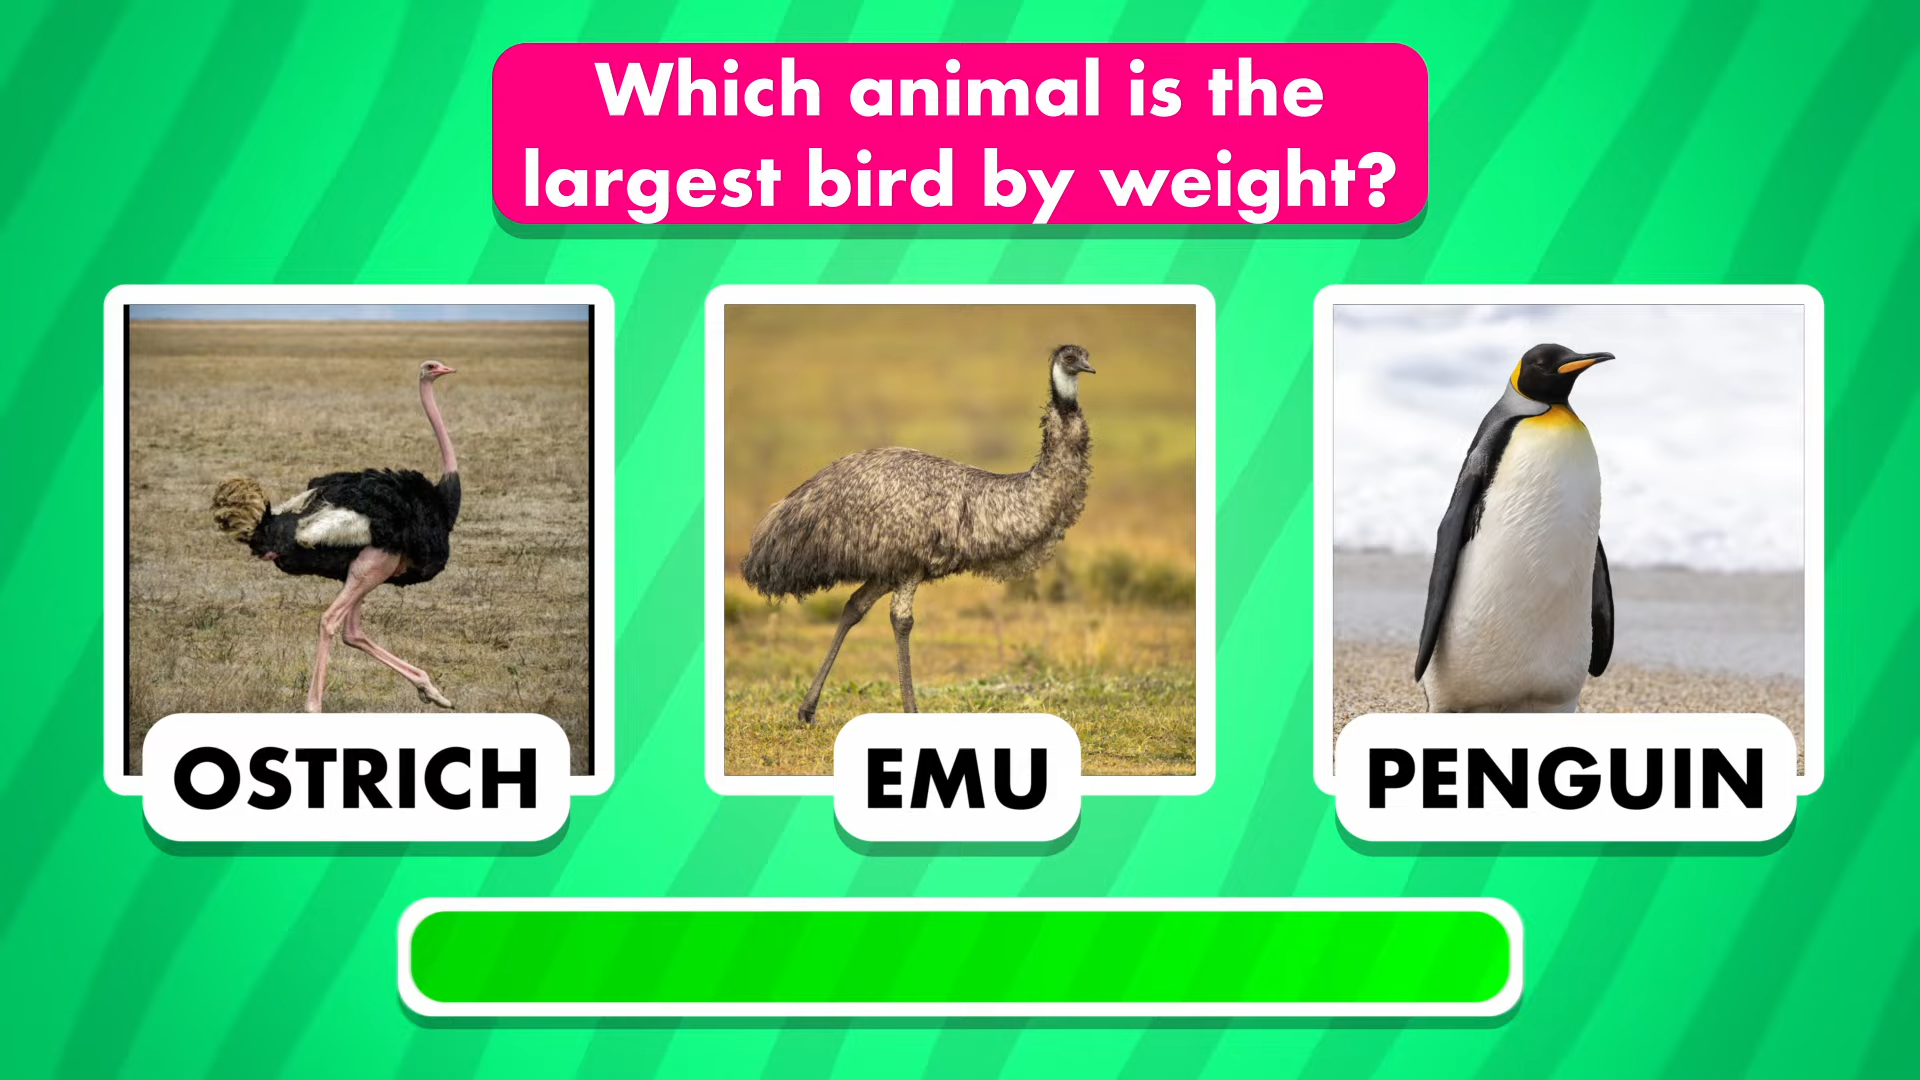 Which animal is the
largest bird by weight?
OSTRICH
EMU
PENGUIN